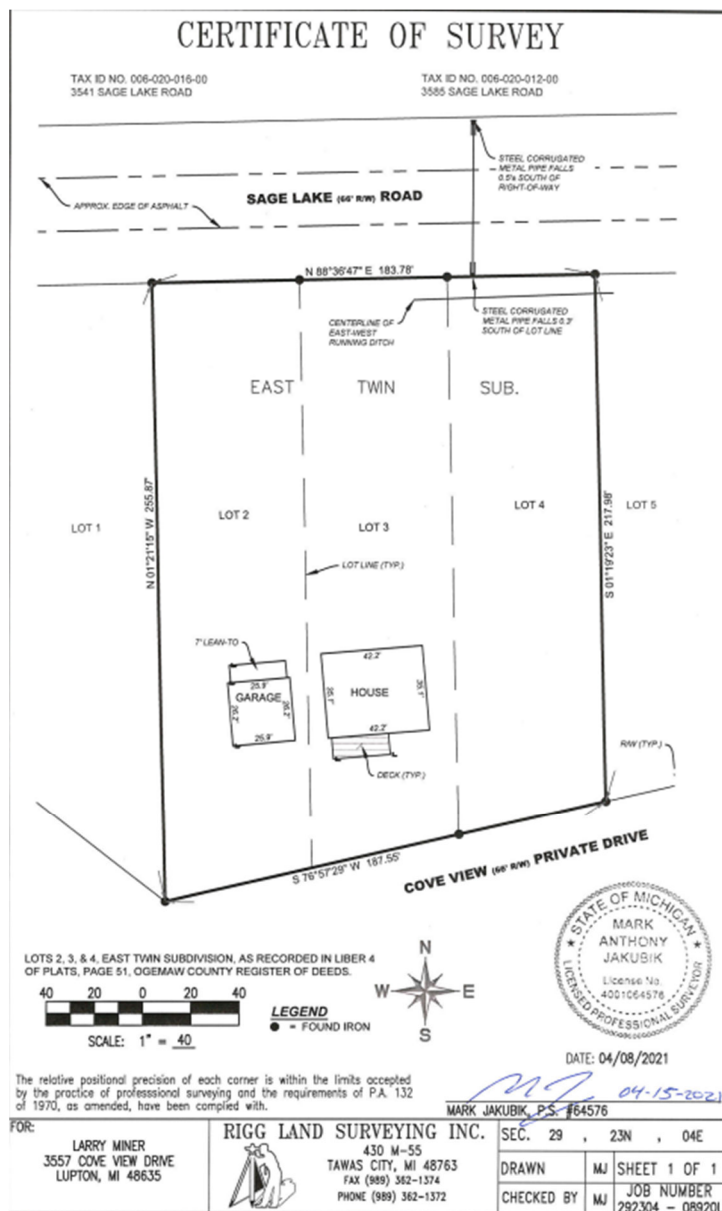 CERTIFICATE OF SURVEY
TAX ID NO. 006-020-016-00
3541 SAGE LAKE ROAD
TAX ID NO. 006-020-012-00
3585 SAGE LAKE ROAD
STEEL CORRUGATED
METAL PIPE FALLS
0.5'± SOUTH OF
RIGHT-OF-WAY
APPROX. EDGE OF ASPHALT
SAGE LAKE (66' R/W) ROAD
N 88°36'47" E 183.78'
CENTERLINE OF
EAST-WEST
RUNNING DITCH
STEEL CORRUGATED
METAL PIPE FALLS 0.3'
SOUTH OF LOT LINE
EAST TWIN SUB.
N 01°21'15" W 255.87'
S 01°19'23" E 217.98'
LOT 1
LOT 2
LOT 3
LOT 4
LOT 5
LOT LINE (TYP.)
7' LEAN-TO
25.9'
GARAGE
26.2'
26.2'
25.9'
42.2'
HOUSE
42.2'
DECK (TYP.)
R/W (TYP.)
S 76°57'29" W 187.55'
COVE VIEW (66' R/W) PRIVATE DRIVE
LOTS 2, 3, & 4, EAST TWIN SUBDIVISION, AS RECORDED IN LIBER 4
OF PLATS, PAGE 51, OGEMAW COUNTY REGISTER OF DEEDS.
40 20 0 20 40
SCALE: 1" = 40
LEGEND
● = FOUND IRON
N
W E
S
STATE OF MICHIGAN
MARK
ANTHONY
JAKUBIK
License No.
4001064576
LICENSED PROFESSIONAL SURVEYOR
DATE: 04/08/2021
The relative positional precision of each corner is within the limits accepted
by the practice of professsional surveying and the requirements of P.A. 132
of 1970, as amended, have been complied with.
04-15-2021
MARK JAKUBIK, P.S. #64576
FOR:
LARRY MINER
3557 COVE VIEW DRIVE
LUPTON, MI 48635
RIGG LAND SURVEYING INC.
430 M-55
TAWAS CITY, MI 48763
FAX (989) 362-1374
PHONE (989) 362-1372
SEC. 29 , 23N , 04E
DRAWN MJ SHEET 1 OF 1
CHECKED BY MJ JOB NUMBER
292304 - 08920L